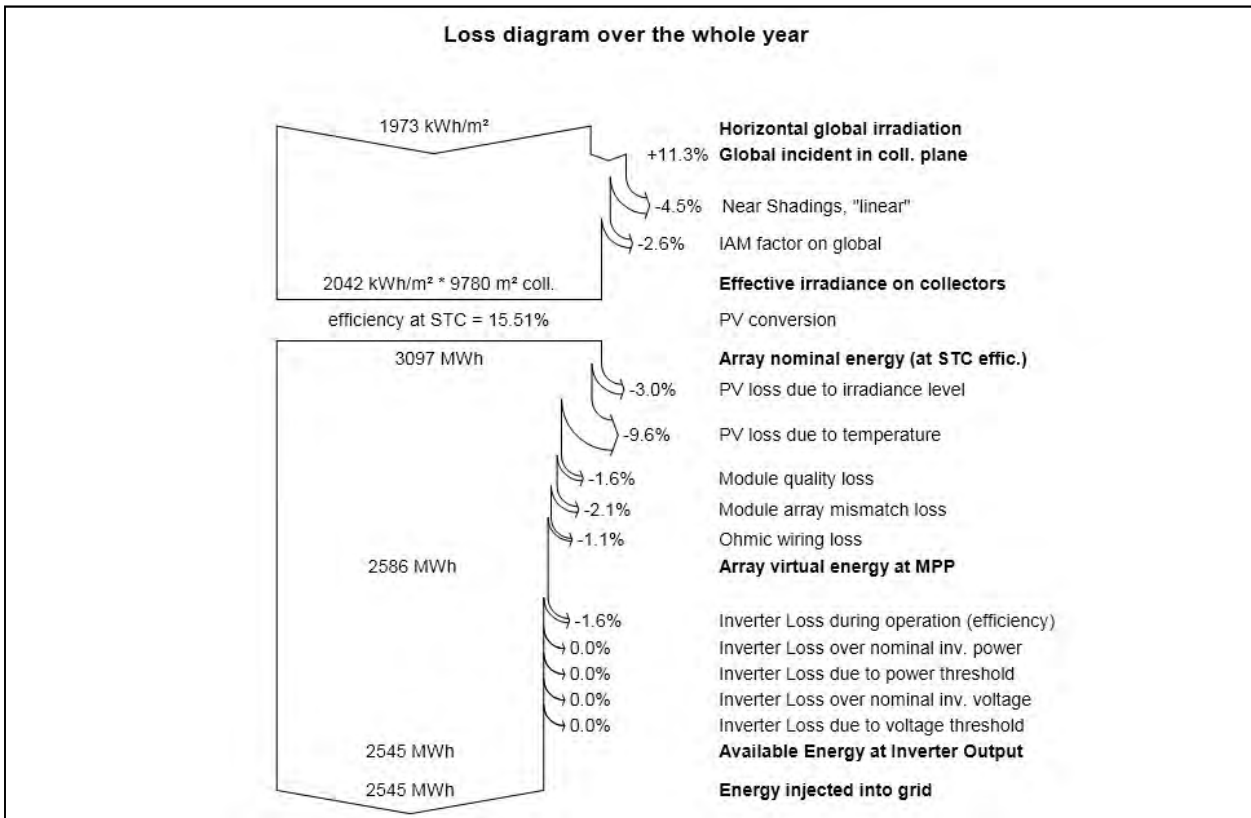 Loss diagram over the whole year
1973 kWh/m²
Horizontal global irradiation
+11.3% Global incident in coll. plane
-4.5% Near Shadings, "linear"
-2.6% IAM factor on global
2042 kWh/m² * 9780 m² coll.
Effective irradiance on collectors
efficiency at STC = 15.51%
PV conversion
3097 MWh
Array nominal energy (at STC effic.)
-3.0% PV loss due to irradiance level
-9.6% PV loss due to temperature
-1.6% Module quality loss
-2.1% Module array mismatch loss
-1.1% Ohmic wiring loss
2586 MWh
Array virtual energy at MPP
-1.6% Inverter Loss during operation (efficiency)
0.0% Inverter Loss over nominal inv. power
0.0% Inverter Loss due to power threshold
0.0% Inverter Loss over nominal inv. voltage
0.0% Inverter Loss due to voltage threshold
2545 MWh
Available Energy at Inverter Output
2545 MWh
Energy injected into grid